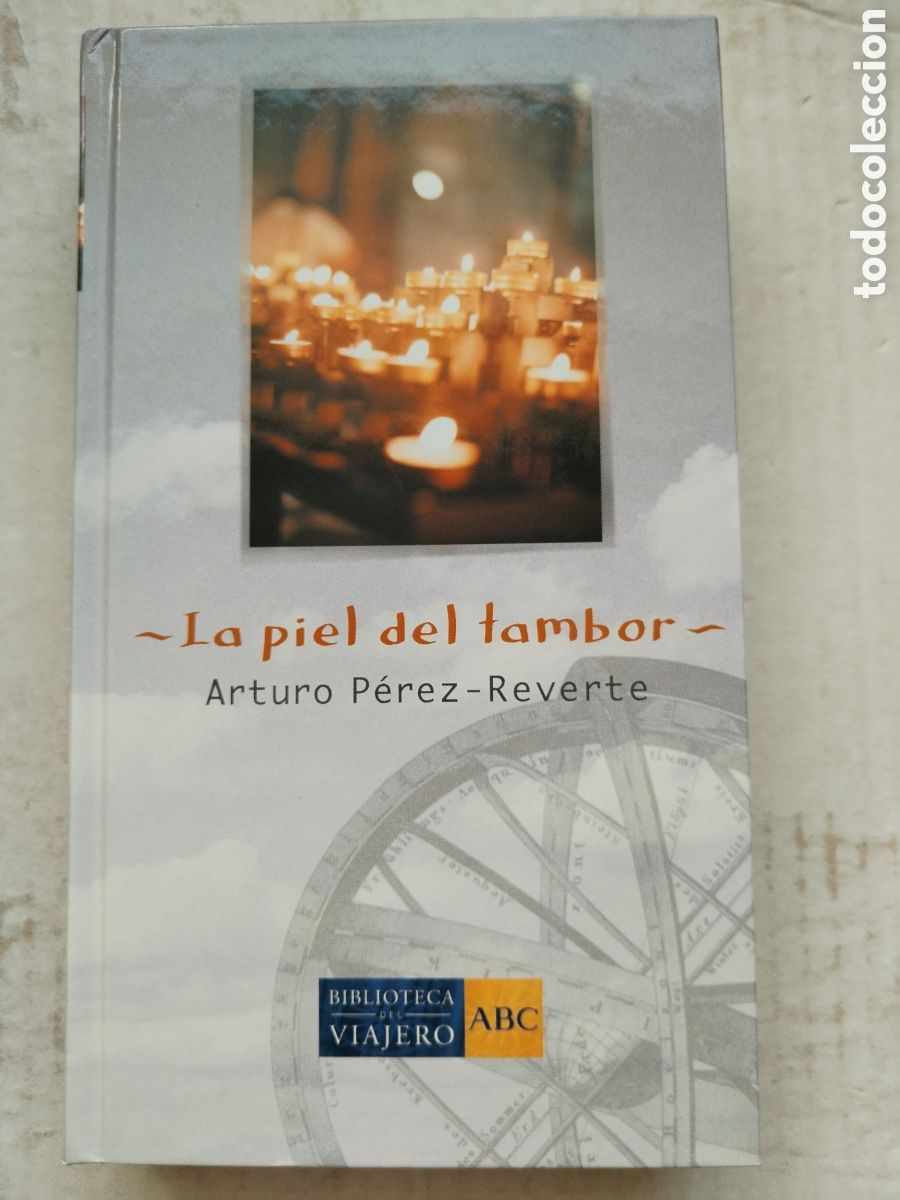 todocoleccion
~La piel del tambor~
Arturo Pérez-Reverte
BIBLIOTECA
DEL
VIAJERO
ABC